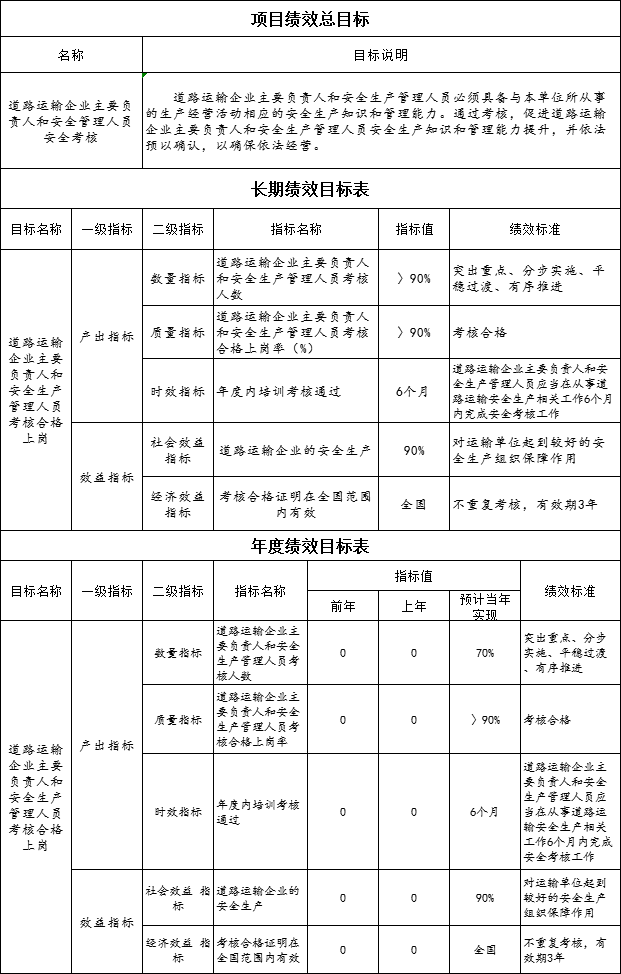 项目绩效总目标
名称
目标说明
道路运输企业主要负
责人和安全管理人员
安全考核
道路运输企业主要负责人和安全生产管理人员必须具备与本单位所从事
的生产经营活动相应的安全生产知识和管理能力。通过考核，促进道路运输
企业主要负责人和安全生产管理人员安全生产知识和管理能力提升，并依法
预以确认，以确保依法经营。
长期绩效目标表
目标名称
一级指标
二级指标
指标名称
指标值
绩效标准
道路运输
企业主要
负责人和
安全生产
管理人员
考核合格
上岗
产出指标
数量指标
道路运输企业主要负责人
和安全生产管理人员考核
人数
〉90%
突出重点、分步实施、平
稳过渡、有序推进
质量指标
道路运输企业主要负责人
和安全生产管理人员考核
合格上岗率（%）
〉90%
考核合格
时效指标
年度内培训考核通过
6个月
道路运输企业主要负责人和安
全生产管理人员应当在从事道
路运输安全生产相关工作6个月
内完成安全考核工作
效益指标
社会效益
指标
道路运输企业的安全生产
90%
对运输单位起到较好的安
全生产组织保障作用
经济效益
指标
考核合格证明在全国范围
内有效
全国
不重复考核，有效期3年
年度绩效目标表
目标名称
一级指标
二级指标
指标名称
指标值
绩效标准
前年
上年
预计当年
实现
道路运输
企业主要
负责人和
安全生产
管理人员
考核合格
上岗
产出指标
数量指标
道路运输企业主
要负责人和安全
生产管理人员考
核人数
0
0
70%
突出重点、分步
实施、平稳过渡
、有序推进
质量指标
道路运输企业主
要负责人和安全
生产管理人员考
核合格上岗率
0
0
〉90%
考核合格
时效指标
年度内培训考核
通过
0
0
6个月
道路运输企业主
要负责人和安全
生产管理人员应
当在从事道路运
输安全生产相关
工作6个月内完成
安全考核工作
效益指标
社会效益 指
标
道路运输企业的
安全生产
0
0
90%
对运输单位起到
较好的安全生产
组织保障作用
经济效益 指
标
考核合格证明在
全国范围内有效
0
0
全国
不重复考核，有
效期3年